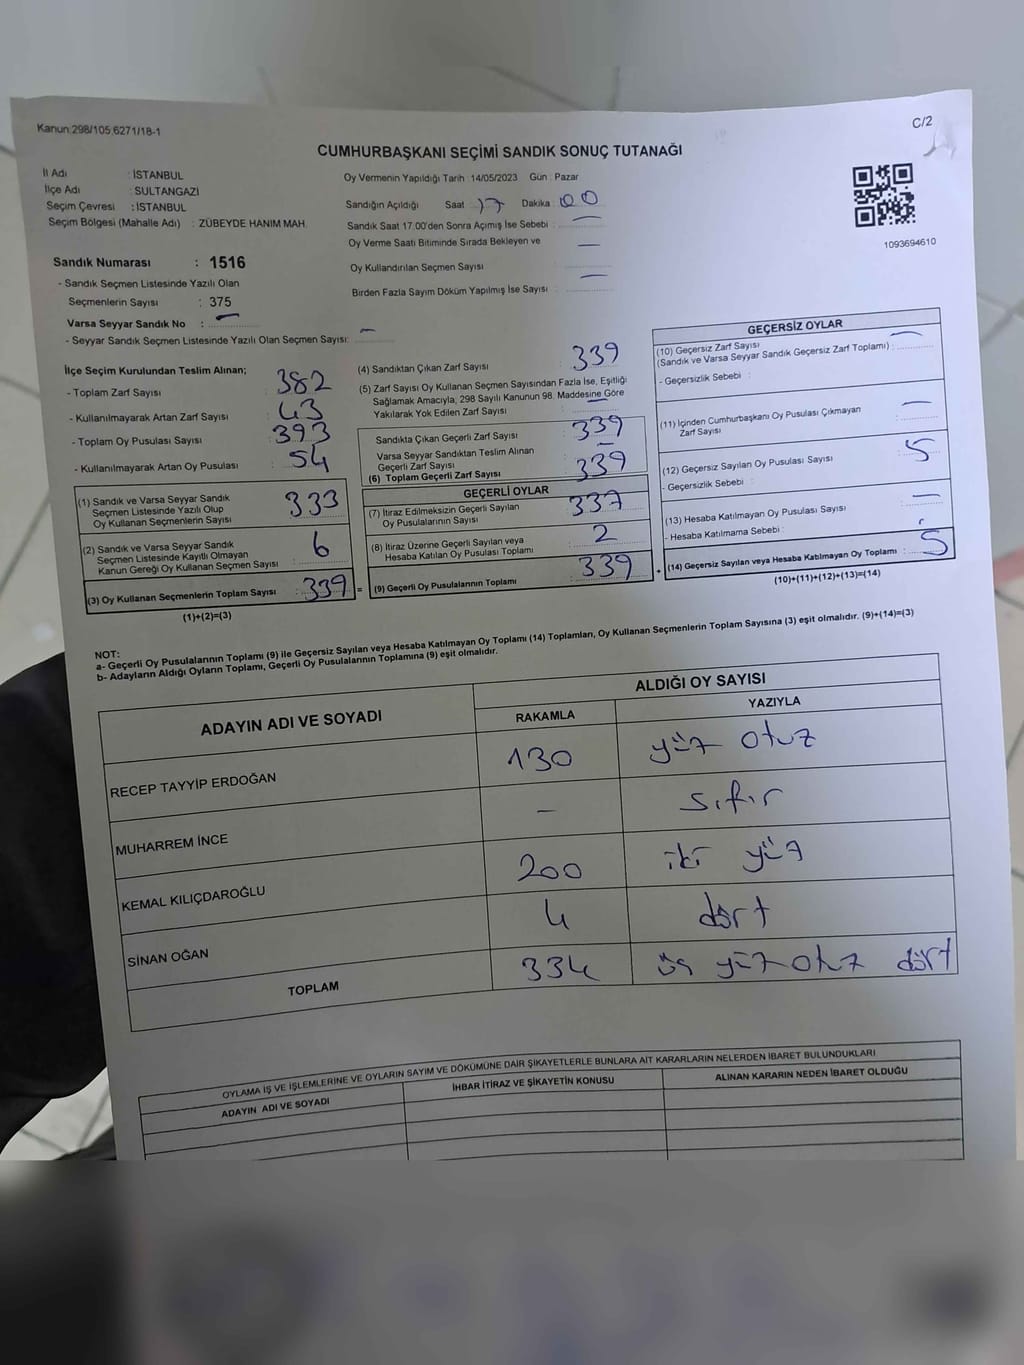 Kanun:298/105,6271/18-1
C/2
CUMHURBAŞKANI SEÇİMİ SANDIK SONUÇ TUTANAĞI
İl Adı : İSTANBUL
İlçe Adı : SULTANGAZİ
Seçim Çevresi : İSTANBUL
Seçim Bölgesi (Mahalle Adı) : ZÜBEYDE HANIM MAH.
Sandık Numarası : 1516
- Sandık Seçmen Listesinde Yazılı Olan
Seçmenlerin Sayısı : 375
Varsa Seyyar Sandık No : —
- Seyyar Sandık Seçmen Listesinde Yazılı Olan Seçmen Sayısı: —
Oy Vermenin Yapıldığı Tarih :14/05/2023 Gün : Pazar
Sandığın Açıldığı Saat : 17 Dakika : 00
Sandık Saat 17.00'den Sonra Açımış İse Sebebi : —
Oy Verme Saati Bitiminde Sırada Bekleyen ve —
Oy Kullandırılan Seçmen Sayısı
Birden Fazla Sayım Döküm Yapılmış İse Sayısı : —
1093694610
İlçe Seçim Kurulundan Teslim Alınan;
- Toplam Zarf Sayısı : 382
- Kullanılmayarak Artan Zarf Sayısı : 43
- Toplam Oy Pusulası Sayısı : 393
- Kullanılmayarak Artan Oy Pusulası : 54
(1) Sandık ve Varsa Seyyar Sandık
Seçmen Listesinde Yazılı Olup
Oy Kullanan Seçmenlerin Sayısı : 333
(2) Sandık ve Varsa Seyyar Sandık
Seçmen Listesinde Kayıtlı Olmayan
Kanun Gereği Oy Kullanan Seçmen Sayısı : 6
(3) Oy Kullanan Seçmenlerin Toplam Sayısı : 339 =
(1)+(2)=(3)
(4) Sandıktan Çıkan Zarf Sayısı : 339
(5) Zarf Sayısı Oy Kullanan Seçmen Sayısından Fazla İse, Eşitliği
Sağlamak Amacıyla, 298 Sayılı Kanunun 98. Maddesine Göre
Yakılarak Yok Edilen Zarf Sayısı : —
Sandıkta Çıkan Geçerli Zarf Sayısı : 339
Varsa Seyyar Sandıktan Teslim Alınan
Geçerli Zarf Sayısı : —
(6) Toplam Geçerli Zarf Sayısı : 339
GEÇERLİ OYLAR
(7) İtiraz Edilmeksizin Geçerli Sayılan
Oy Pusulalarının Sayısı : 337
(8) İtiraz Üzerine Geçerli Sayılan veya
Hesaba Katılan Oy Pusulası Toplamı : 2
(9) Geçerli Oy Pusulalarının Toplamı : 339 +
GEÇERSİZ OYLAR
(10) Geçersiz Zarf Sayısı
(Sandık ve Varsa Seyyar Sandık Geçersiz Zarf Toplamı) : —
- Geçersizlik Sebebi :
(11) İçinden Cumhurbaşkanı Oy Pusulası Çıkmayan
Zarf Sayısı : —
(12) Geçersiz Sayılan Oy Pusulası Sayısı : 5
- Geçersizlik Sebebi :
(13) Hesaba Katılmayan Oy Pusulası Sayısı : —
- Hesaba Katılmama Sebebi :
(14) Geçersiz Sayılan veya Hesaba Katılmayan Oy Toplamı : 5
(10)+(11)+(12)+(13)=(14)
NOT:
a- Geçerli Oy Pusulalarının Toplamı (9) ile Geçersiz Sayılan veya Hesaba Katılmayan Oy Toplamı (14) Toplamları, Oy Kullanan Seçmenlerin Toplam Sayısına (3) eşit olmalıdır. (9)+(14)=(3)
b- Adayların Aldığı Oyların Toplamı, Geçerli Oy Pusulalarının Toplamına (9) eşit olmalıdır.
ADAYIN ADI VE SOYADI
ALDIĞI OY SAYISI
RAKAMLA YAZIYLA
RECEP TAYYİP ERDOĞAN 130 yüz otuz
MUHARREM İNCE — sıfır
KEMAL KILIÇDAROĞLU 200 iki yüz
SİNAN OĞAN 4 dört
TOPLAM 334 üç yüz otuz dört
OYLAMA İŞ VE İŞLEMLERİNE VE OYLARIN SAYIM VE DÖKÜMÜNE DAİR ŞİKAYETLERLE BUNLARA AİT KARARLARIN NELERDEN İBARET BULUNDUKLARI
ADAYIN ADI VE SOYADI İHBAR İTİRAZ VE ŞİKAYETİN KONUSU ALINAN KARARIN NEDEN İBARET OLDUĞU